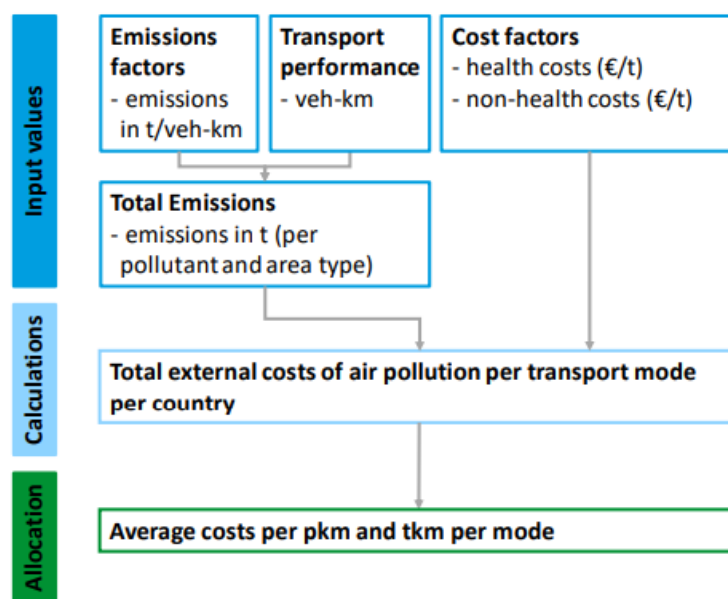 Input values
Emissions
factors
- emissions
in t/veh-km
Transport
performance
- veh-km
Cost factors
- health costs (€/t)
- non-health costs (€/t)
Total Emissions
- emissions in t (per
pollutant and area type)
Calculations
Total external costs of air pollution per transport mode
per country
Allocation
Average costs per pkm and tkm per mode